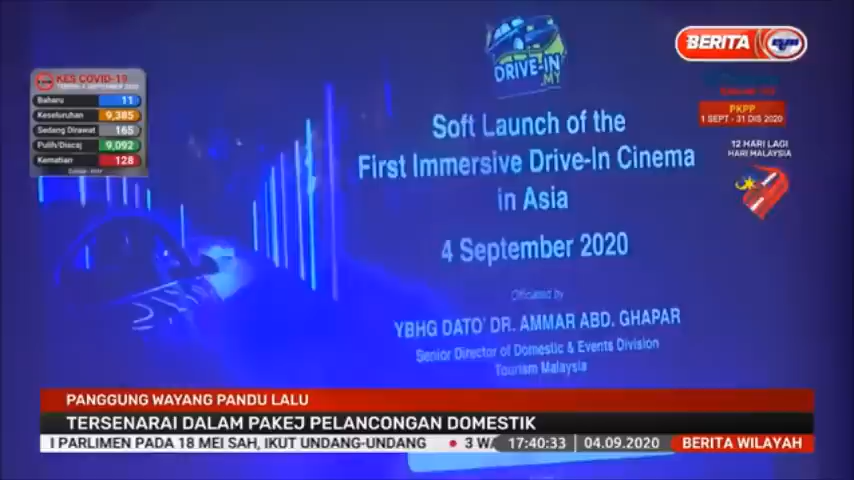 BERITA
DRIVE-IN
.MY
KES COVID-19
Baharu 11
Keseluruhan 9,385
Sedang Dirawat 165
Pulih/Discaj 9,092
Kematian 128
PKPP
1 SEPT - 31 DIS 2020
12 HARI LAGI
HARI MALAYSIA
Soft Launch of the
First Immersive Drive-In Cinema
in Asia
4 September 2020
Officiated by
YBHG DATO' DR. AMMAR ABD. GHAPAR
Senior Director of Domestic & Events Division
Tourism Malaysia
PANGGUNG WAYANG PANDU LALU
TERSENARAI DALAM PAKEJ PELANCONGAN DOMESTIK
I PARLIMEN PADA 18 MEI SAH, IKUT UNDANG-UNDANG 3 WA 17:40:33 04.09.2020 BERITA WILAYAH